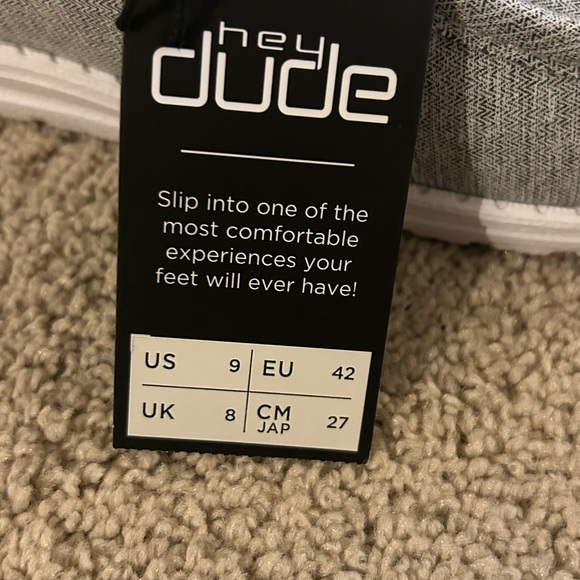 hey
dude
Slip into one of the
most comfortable
experiences your
feet will ever have!
US 9 EU 42
UK 8 CM JAP 27